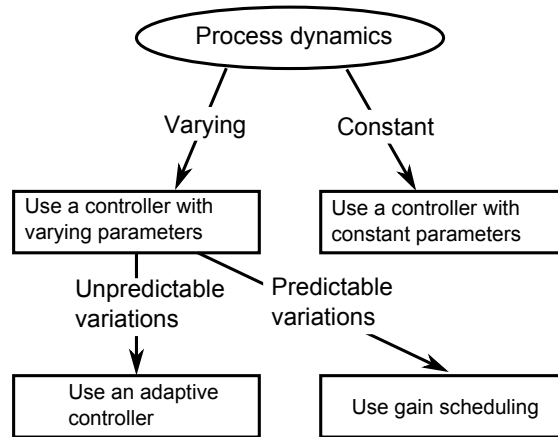 Process dynamics
Varying
Constant
Use a controller with
varying parameters
Use a controller with
constant parameters
Unpredictable
variations
Predictable
variations
Use an adaptive
controller
Use gain scheduling